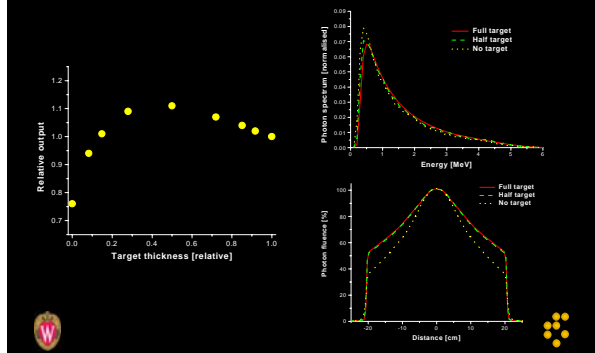 Relative output
1.2
1.1
1.0
0.9
0.8
0.7
0.0 0.2 0.4 0.6 0.8 1.0
Target thickness [relative]
Photon spectrum [normalised]
0.09
0.08
0.07
0.06
0.05
0.04
0.03
0.02
0.01
0.00
Full target
Half target
No target
0 1 2 3 4 5 6
Energy [MeV]
Photon fluence [%]
100
80
60
40
20
0
Full target
Half target
No target
-20 -10 0 10 20
Distance [cm]
W